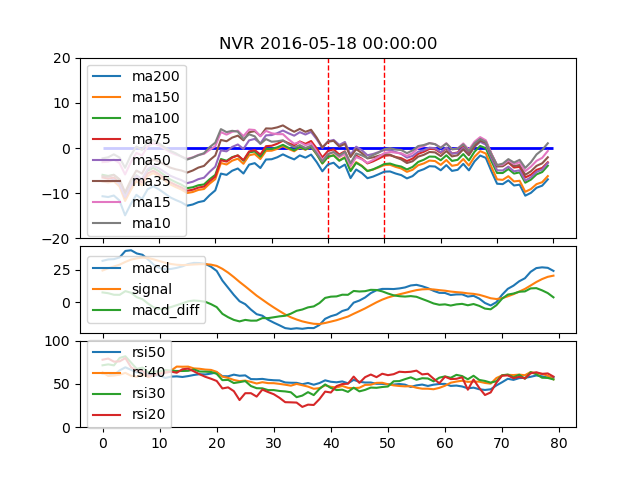 NVR 2016-05-18 00:00:00
20
10
0
−10
−20
ma200
ma150
ma100
ma75
ma50
ma35
ma15
ma10
25
0
macd
signal
macd_diff
100
50
0
rsi50
rsi40
rsi30
rsi20
0 10 20 30 40 50 60 70 80